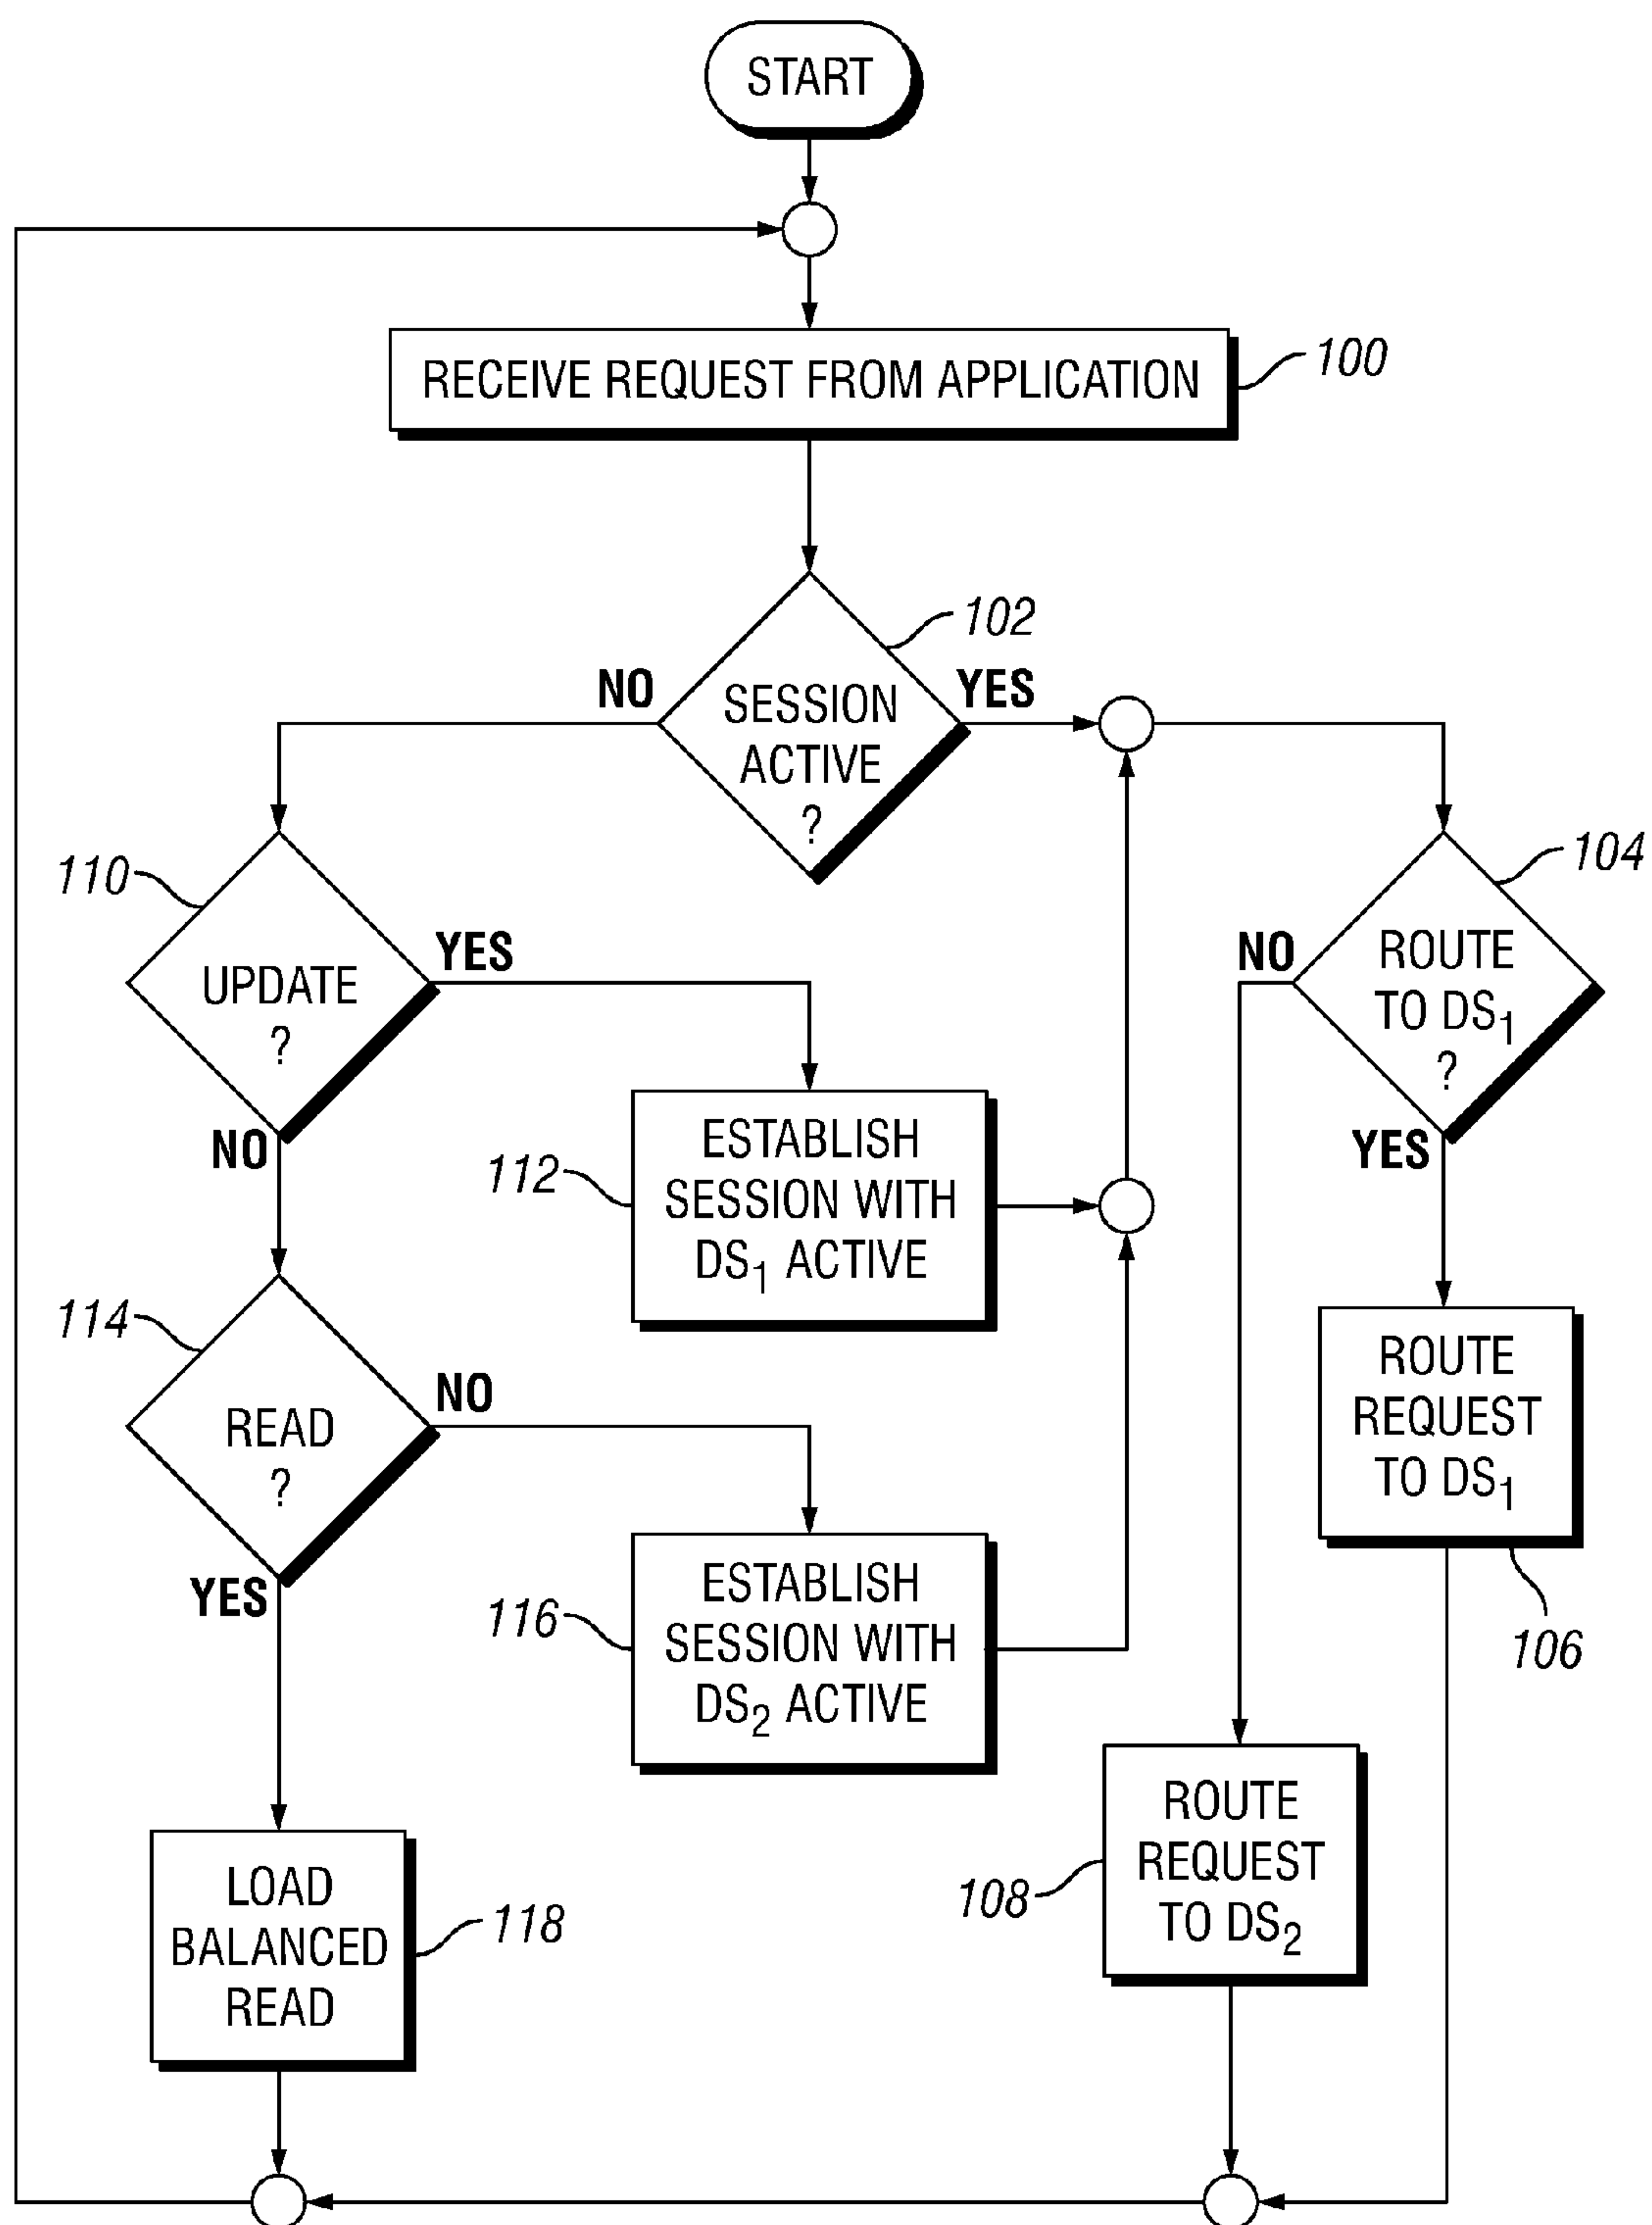 START
RECEIVE REQUEST FROM APPLICATION
100
102
NO
YES
SESSION
ACTIVE
?
110
104
UPDATE
?
YES
NO
NO
ROUTE
TO DS₁
?
YES
112
ESTABLISH
SESSION WITH
DS₁ ACTIVE
114
READ
?
NO
YES
ROUTE
REQUEST
TO DS₁
106
116
ESTABLISH
SESSION WITH
DS₂ ACTIVE
108
ROUTE
REQUEST
TO DS₂
LOAD
BALANCED
READ
118